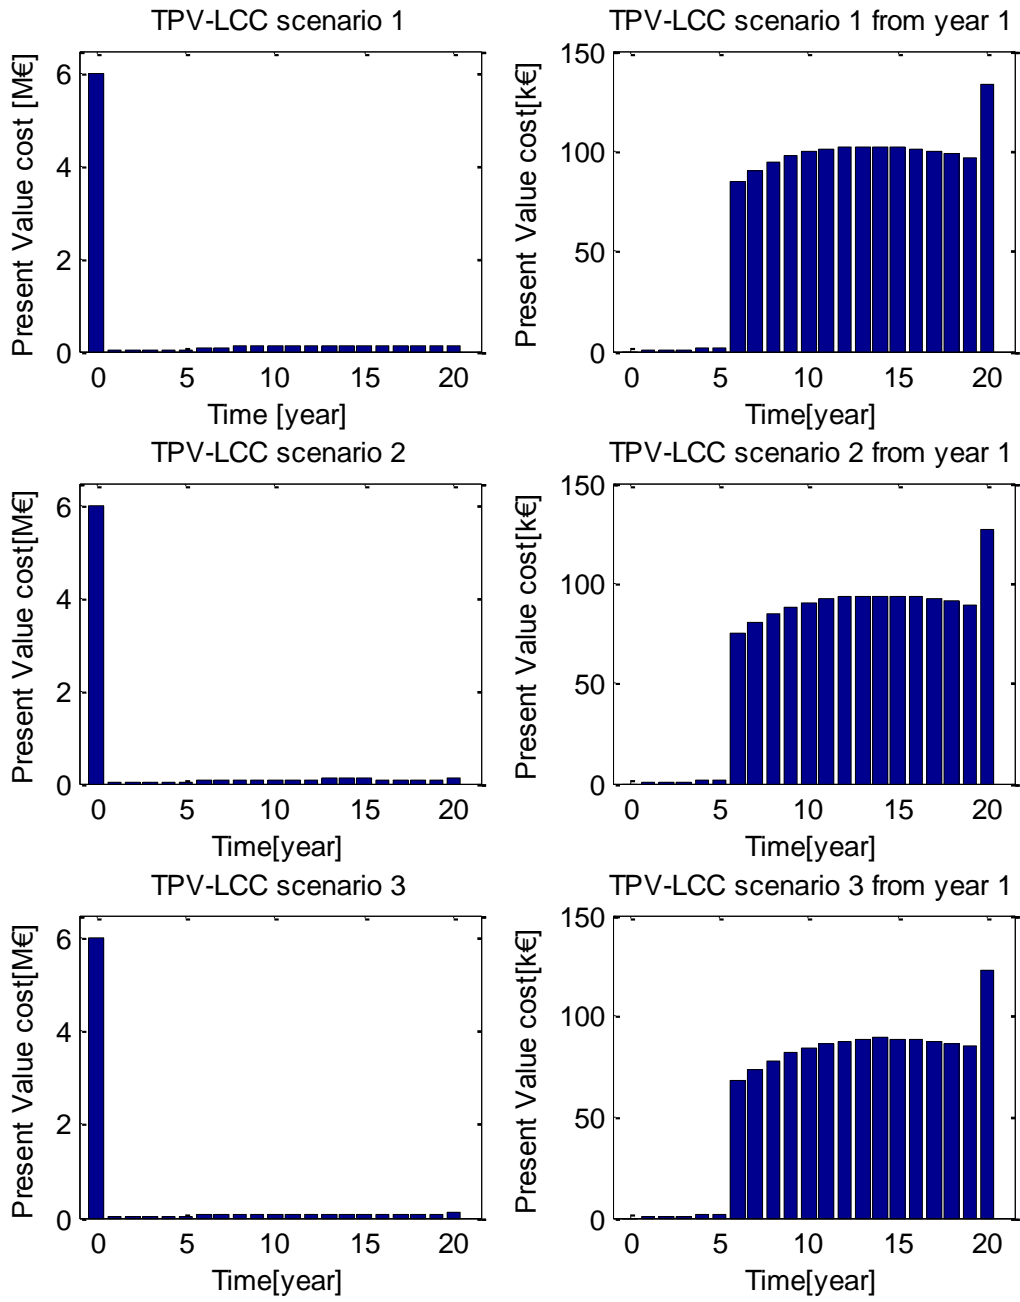 TPV-LCC scenario 1
Present Value cost [M€]
6
4
2
0
0 5 10 15 20
Time [year]
TPV-LCC scenario 1 from year 1
Present Value cost[k€]
150
100
50
0
0 5 10 15 20
Time[year]
TPV-LCC scenario 2
Present Value cost[M€]
6
4
2
0
0 5 10 15 20
Time[year]
TPV-LCC scenario 2 from year 1
Present Value cost[k€]
150
100
50
0
0 5 10 15 20
Time[year]
TPV-LCC scenario 3
Present Value cost[M€]
6
4
2
0
0 5 10 15 20
Time[year]
TPV-LCC scenario 3 from year 1
Present Value cost[k€]
150
100
50
0
0 5 10 15 20
Time[year]